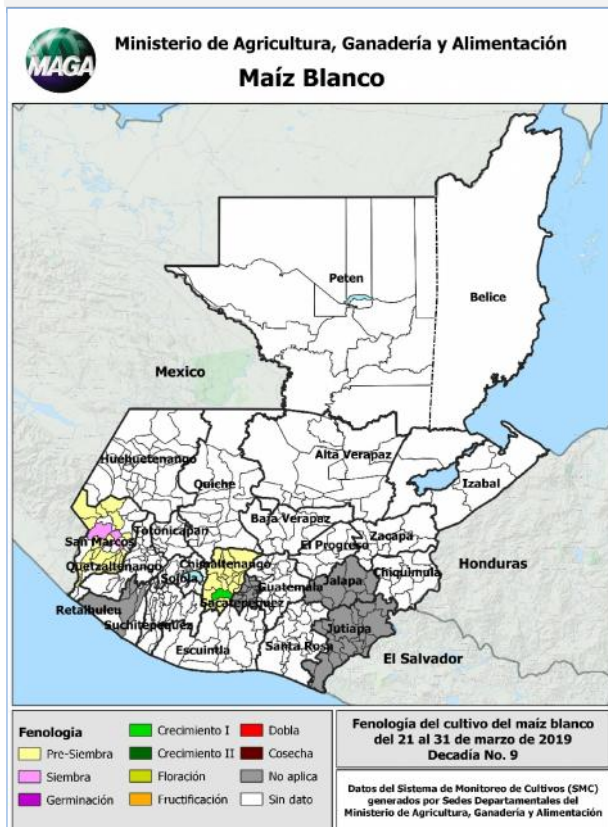 MAGA
Ministerio de Agricultura, Ganadería y Alimentación
Maíz Blanco
Peten
Belice
Mexico
Huehuetenango
Quiche
Alta Verapaz
Izabal
San Marcos
Totonicapan
Baja Verapaz
El Progreso
Zacapa
Quetzaltenango
Solola
Chimaltenango
Guatemala
Jalapa
Chiquimula
Honduras
Retalhuleu
Suchitepequez
Sacatepequez
Jutiapa
Escuintla
Santa Rosa
El Salvador
Fenología
Pre-Siembra
Siembra
Germinación
Crecimiento I
Crecimiento II
Floración
Fructificación
Dobla
Cosecha
No aplica
Sin dato
Fenología del cultivo del maíz blanco
del 21 al 31 de marzo de 2019
Decadía No. 9
Datos del Sistema de Monitoreo de Cultivos (SMC)
generados por Sedes Departamentales del
Ministerio de Agricultura, Ganadería y Alimentación